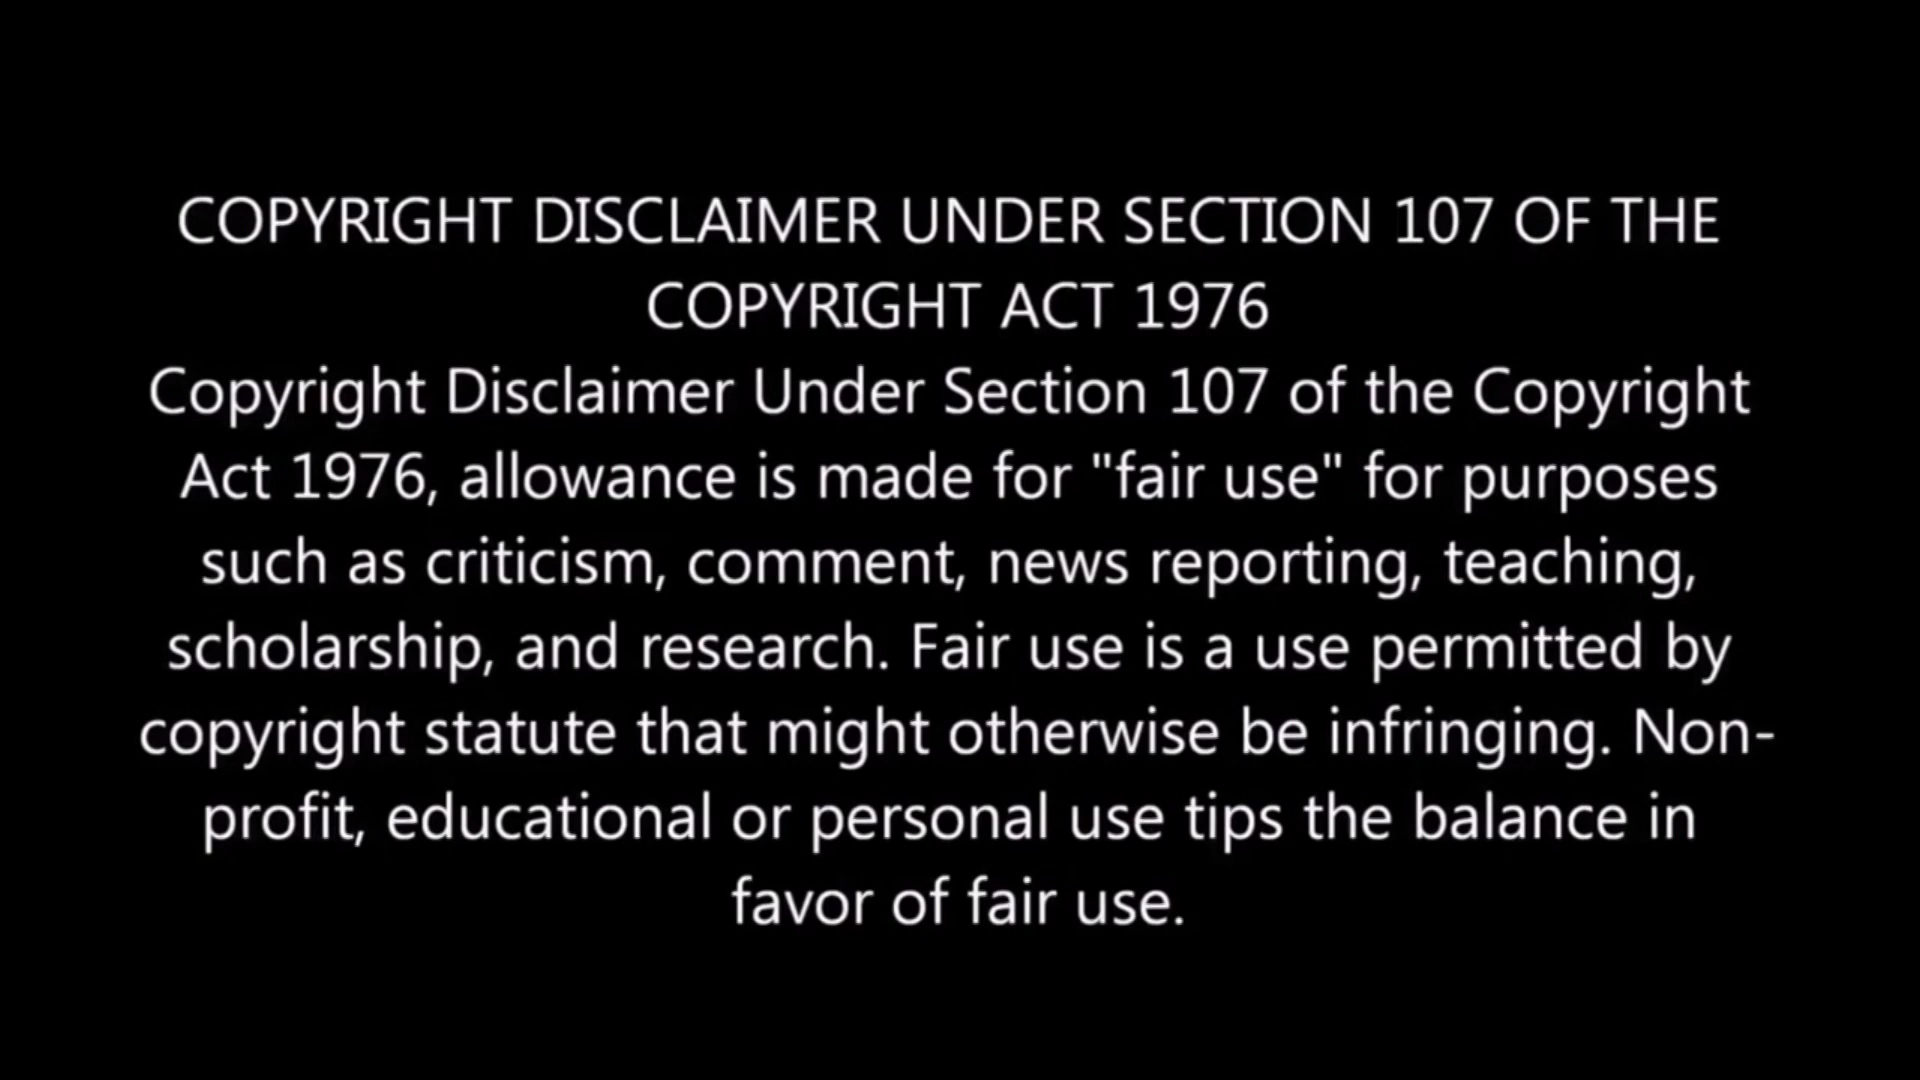 COPYRIGHT DISCLAIMER UNDER SECTION 107 OF THE
COPYRIGHT ACT 1976
Copyright Disclaimer Under Section 107 of the Copyright
Act 1976, allowance is made for "fair use" for purposes
such as criticism, comment, news reporting, teaching,
scholarship, and research. Fair use is a use permitted by
copyright statute that might otherwise be infringing. Non-
profit, educational or personal use tips the balance in
favor of fair use.